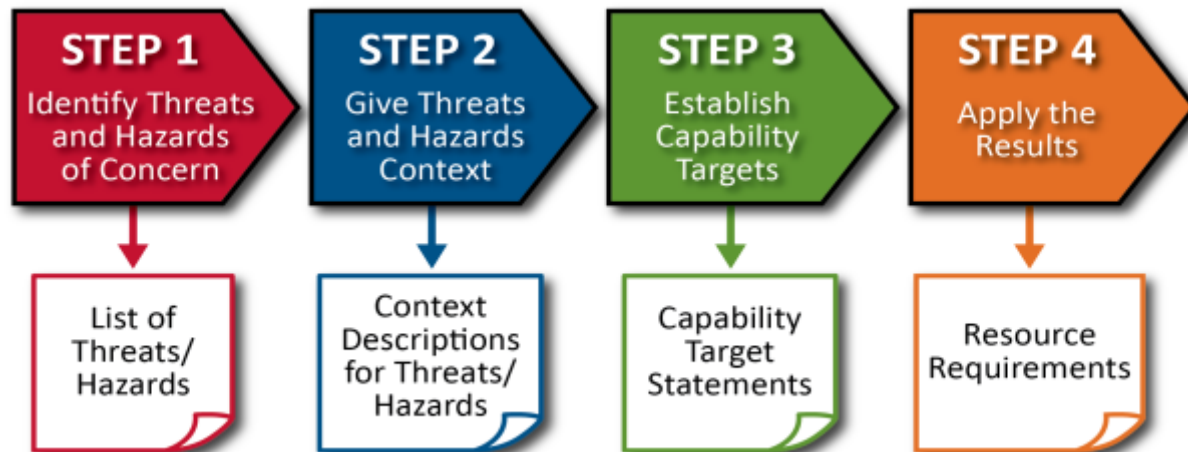 STEP 1
Identify Threats
and Hazards
of Concern
STEP 2
Give Threats
and Hazards
Context
STEP 3
Establish
Capability
Targets
STEP 4
Apply the
Results
List of
Threats/
Hazards
Context
Descriptions
for Threats/
Hazards
Capability
Target
Statements
Resource
Requirements